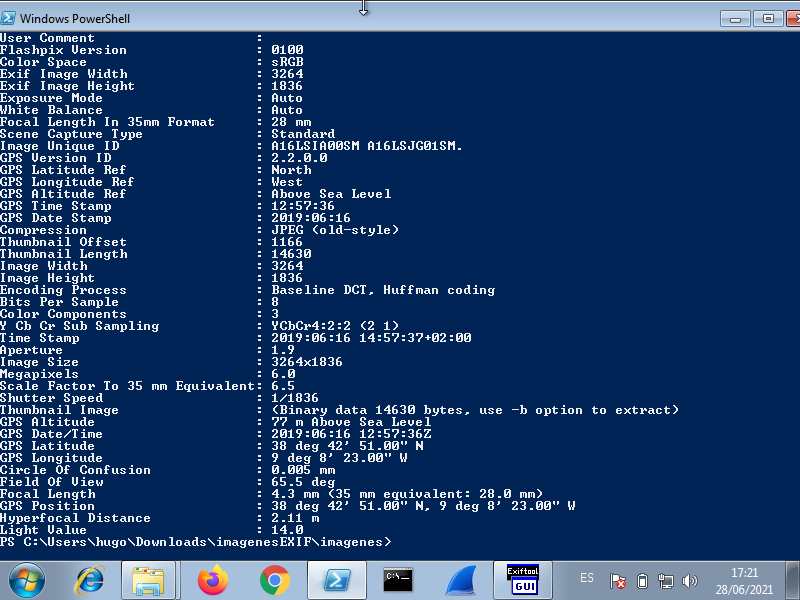 Windows PowerShell
User Comment                    :
Flashpix Version                : 0100
Color Space                     : sRGB
Exif Image Width                : 3264
Exif Image Height               : 1836
Exposure Mode                   : Auto
White Balance                   : Auto
Focal Length In 35mm Format     : 28 mm
Scene Capture Type              : Standard
Image Unique ID                 : A16LSIA00SM A16LSJG01SM.
GPS Version ID                  : 2.2.0.0
GPS Latitude Ref                : North
GPS Longitude Ref               : West
GPS Altitude Ref                : Above Sea Level
GPS Time Stamp                  : 12:57:36
GPS Date Stamp                  : 2019:06:16
Compression                     : JPEG (old-style)
Thumbnail Offset                : 1166
Thumbnail Length                : 14630
Image Width                     : 3264
Image Height                    : 1836
Encoding Process                : Baseline DCT, Huffman coding
Bits Per Sample                 : 8
Color Components                : 3
Y Cb Cr Sub Sampling            : YCbCr4:2:2 (2 1)
Time Stamp                      : 2019:06:16 14:57:37+02:00
Aperture                        : 1.9
Image Size                      : 3264x1836
Megapixels                      : 6.0
Scale Factor To 35 mm Equivalent: 6.5
Shutter Speed                   : 1/1836
Thumbnail Image                 : (Binary data 14630 bytes, use -b option to extract)
GPS Altitude                    : 77 m Above Sea Level
GPS Date/Time                   : 2019:06:16 12:57:36Z
GPS Latitude                    : 38 deg 42' 51.00" N
GPS Longitude                   : 9 deg 8' 23.00" W
Circle Of Confusion             : 0.005 mm
Field Of View                   : 65.5 deg
Focal Length                    : 4.3 mm (35 mm equivalent: 28.0 mm)
GPS Position                    : 38 deg 42' 51.00" N, 9 deg 8' 23.00" W
Hyperfocal Distance             : 2.11 m
Light Value                     : 14.0
PS C:\Users\hugo\Downloads\imagenesEXIF\imagenes>
C:\
Exiftool
GUI
ES
17:21
28/06/2021